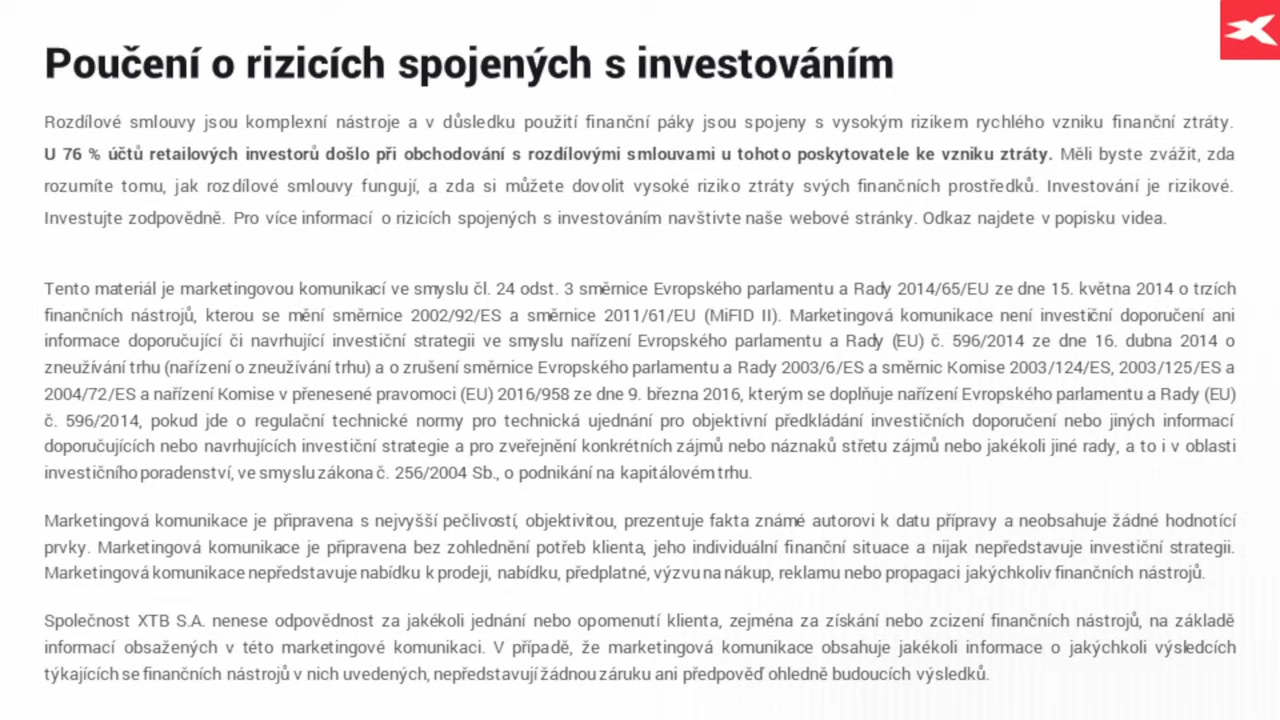 Poučení o rizicích spojených s investováním
Rozdílové smlouvy jsou komplexní nástroje a v důsledku použití finanční páky jsou spojeny s vysokým rizikem rychlého vzniku finanční ztráty.
U 76 % účtů retailových investorů došlo při obchodování s rozdílovými smlouvami u tohoto poskytovatele ke vzniku ztráty. Měli byste zvážit, zda
rozumíte tomu, jak rozdílové smlouvy fungují, a zda si můžete dovolit vysoké riziko ztráty svých finančních prostředků. Investování je rizikové.
Investujte zodpovědně. Pro více informací o rizicích spojených s investováním navštivte naše webové stránky. Odkaz najdete v popisku videa.
Tento materiál je marketingovou komunikací ve smyslu čl. 24 odst. 3 směrnice Evropského parlamentu a Rady 2014/65/EU ze dne 15. května 2014 o trzích
finančních nástrojů, kterou se mění směrnice 2002/92/ES a směrnice 2011/61/EU (MiFID II). Marketingová komunikace není investiční doporučení ani
informace doporučující či navrhující investiční strategii ve smyslu nařízení Evropského parlamentu a Rady (EU) č. 596/2014 ze dne 16. dubna 2014 o
zneužívání trhu (nařízení o zneužívání trhu) a o zrušení směrnice Evropského parlamentu a Rady 2003/6/ES a směrnic Komise 2003/124/ES, 2003/125/ES a
2004/72/ES a nařízení Komise v přenesené pravomoci (EU) 2016/958 ze dne 9. března 2016, kterým se doplňuje nařízení Evropského parlamentu a Rady (EU)
č. 596/2014, pokud jde o regulační technické normy pro technická ujednání pro objektivní předkládání investičních doporučení nebo jiných informací
doporučujících nebo navrhujících investiční strategie a pro zveřejnění konkrétních zájmů nebo náznaků střetu zájmů nebo jakékoli jiné rady, a to i v oblasti
investičního poradenství, ve smyslu zákona č. 256/2004 Sb., o podnikání na kapitálovém trhu.
Marketingová komunikace je připravena s nejvyšší pečlivostí, objektivitou, prezentuje fakta známé autorovi k datu přípravy a neobsahuje žádné hodnotící
prvky. Marketingová komunikace je připravena bez zohlednění potřeb klienta, jeho individuální finanční situace a nijak nepředstavuje investiční strategii.
Marketingová komunikace nepředstavuje nabídku k prodeji, nabídku, předplatné, výzvu na nákup, reklamu nebo propagaci jakýchkoliv finančních nástrojů.
Společnost XTB S.A. nenese odpovědnost za jakékoli jednání nebo opomenutí klienta, zejména za získání nebo zcizení finančních nástrojů, na základě
informací obsažených v této marketingové komunikaci. V případě, že marketingová komunikace obsahuje jakékoli informace o jakýchkoli výsledcích
týkajících se finančních nástrojů v nich uvedených, nepředstavují žádnou záruku ani předpověď ohledně budoucích výsledků.